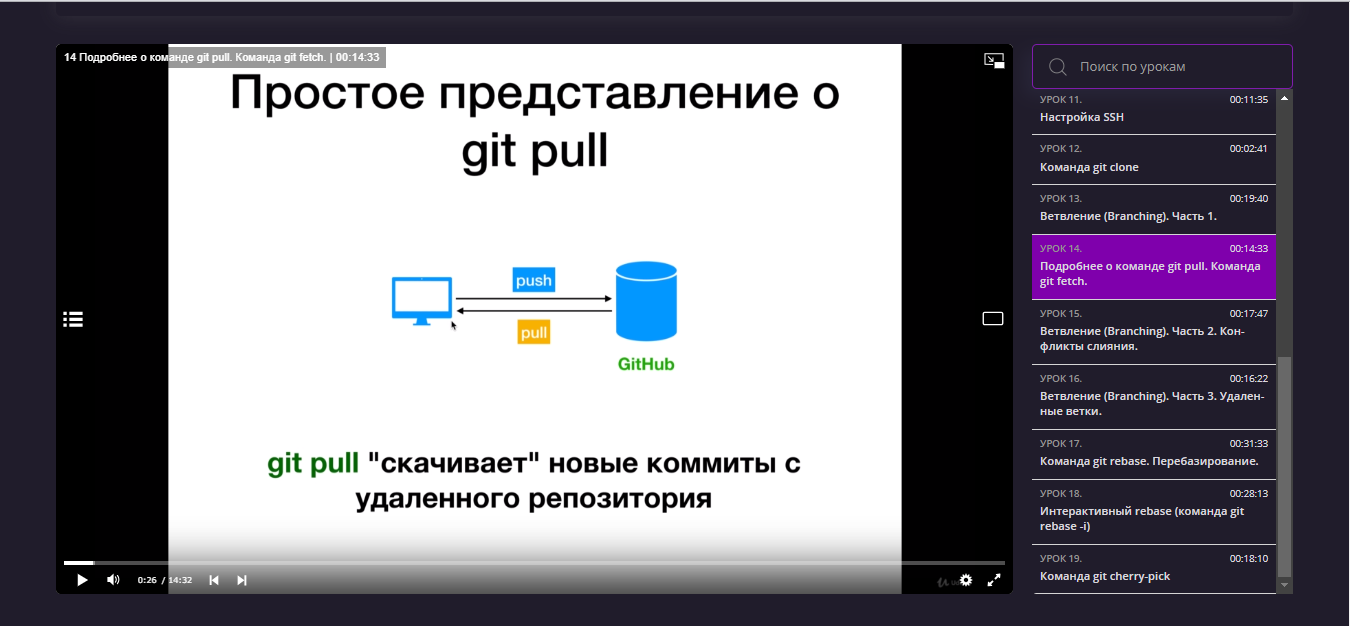 14 Подробнее о команде git pull. Команда git fetch. | 00:14:33
Простое представление о
git pull
push
pull
GitHub
git pull "скачивает" новые коммиты с
удаленного репозитория
0:26 / 14:32
Поиск по урокам
УРОК 11. 00:11:35
Настройка SSH
УРОК 12. 00:02:41
Команда git clone
УРОК 13. 00:19:40
Ветвление (Branching). Часть 1.
УРОК 14. 00:14:33
Подробнее о команде git pull. Команда
git fetch.
УРОК 15. 00:17:47
Ветвление (Branching). Часть 2. Кон-
фликты слияния.
УРОК 16. 00:16:22
Ветвление (Branching). Часть 3. Удален-
ные ветки.
УРОК 17. 00:31:33
Команда git rebase. Перебазирование.
УРОК 18. 00:28:13
Интерактивный rebase (команда git
rebase -i)
УРОК 19. 00:18:10
Команда git cherry-pick